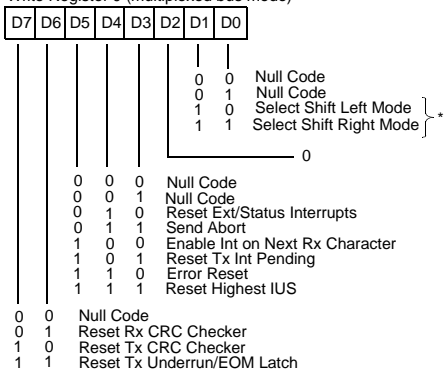 Write Register 0 (multiplexed bus mode)
D7 D6 D5 D4 D3 D2 D1 D0
0 0 Null Code
0 1 Null Code
1 0 Select Shift Left Mode
1 1 Select Shift Right Mode
*
0
0 0 0 Null Code
0 0 1 Null Code
0 1 0 Reset Ext/Status Interrupts
0 1 1 Send Abort
1 0 0 Enable Int on Next Rx Character
1 0 1 Reset Tx Int Pending
1 1 0 Error Reset
1 1 1 Reset Highest IUS
0 0 Null Code
0 1 Reset Rx CRC Checker
1 0 Reset Tx CRC Checker
1 1 Reset Tx Underrun/EOM Latch